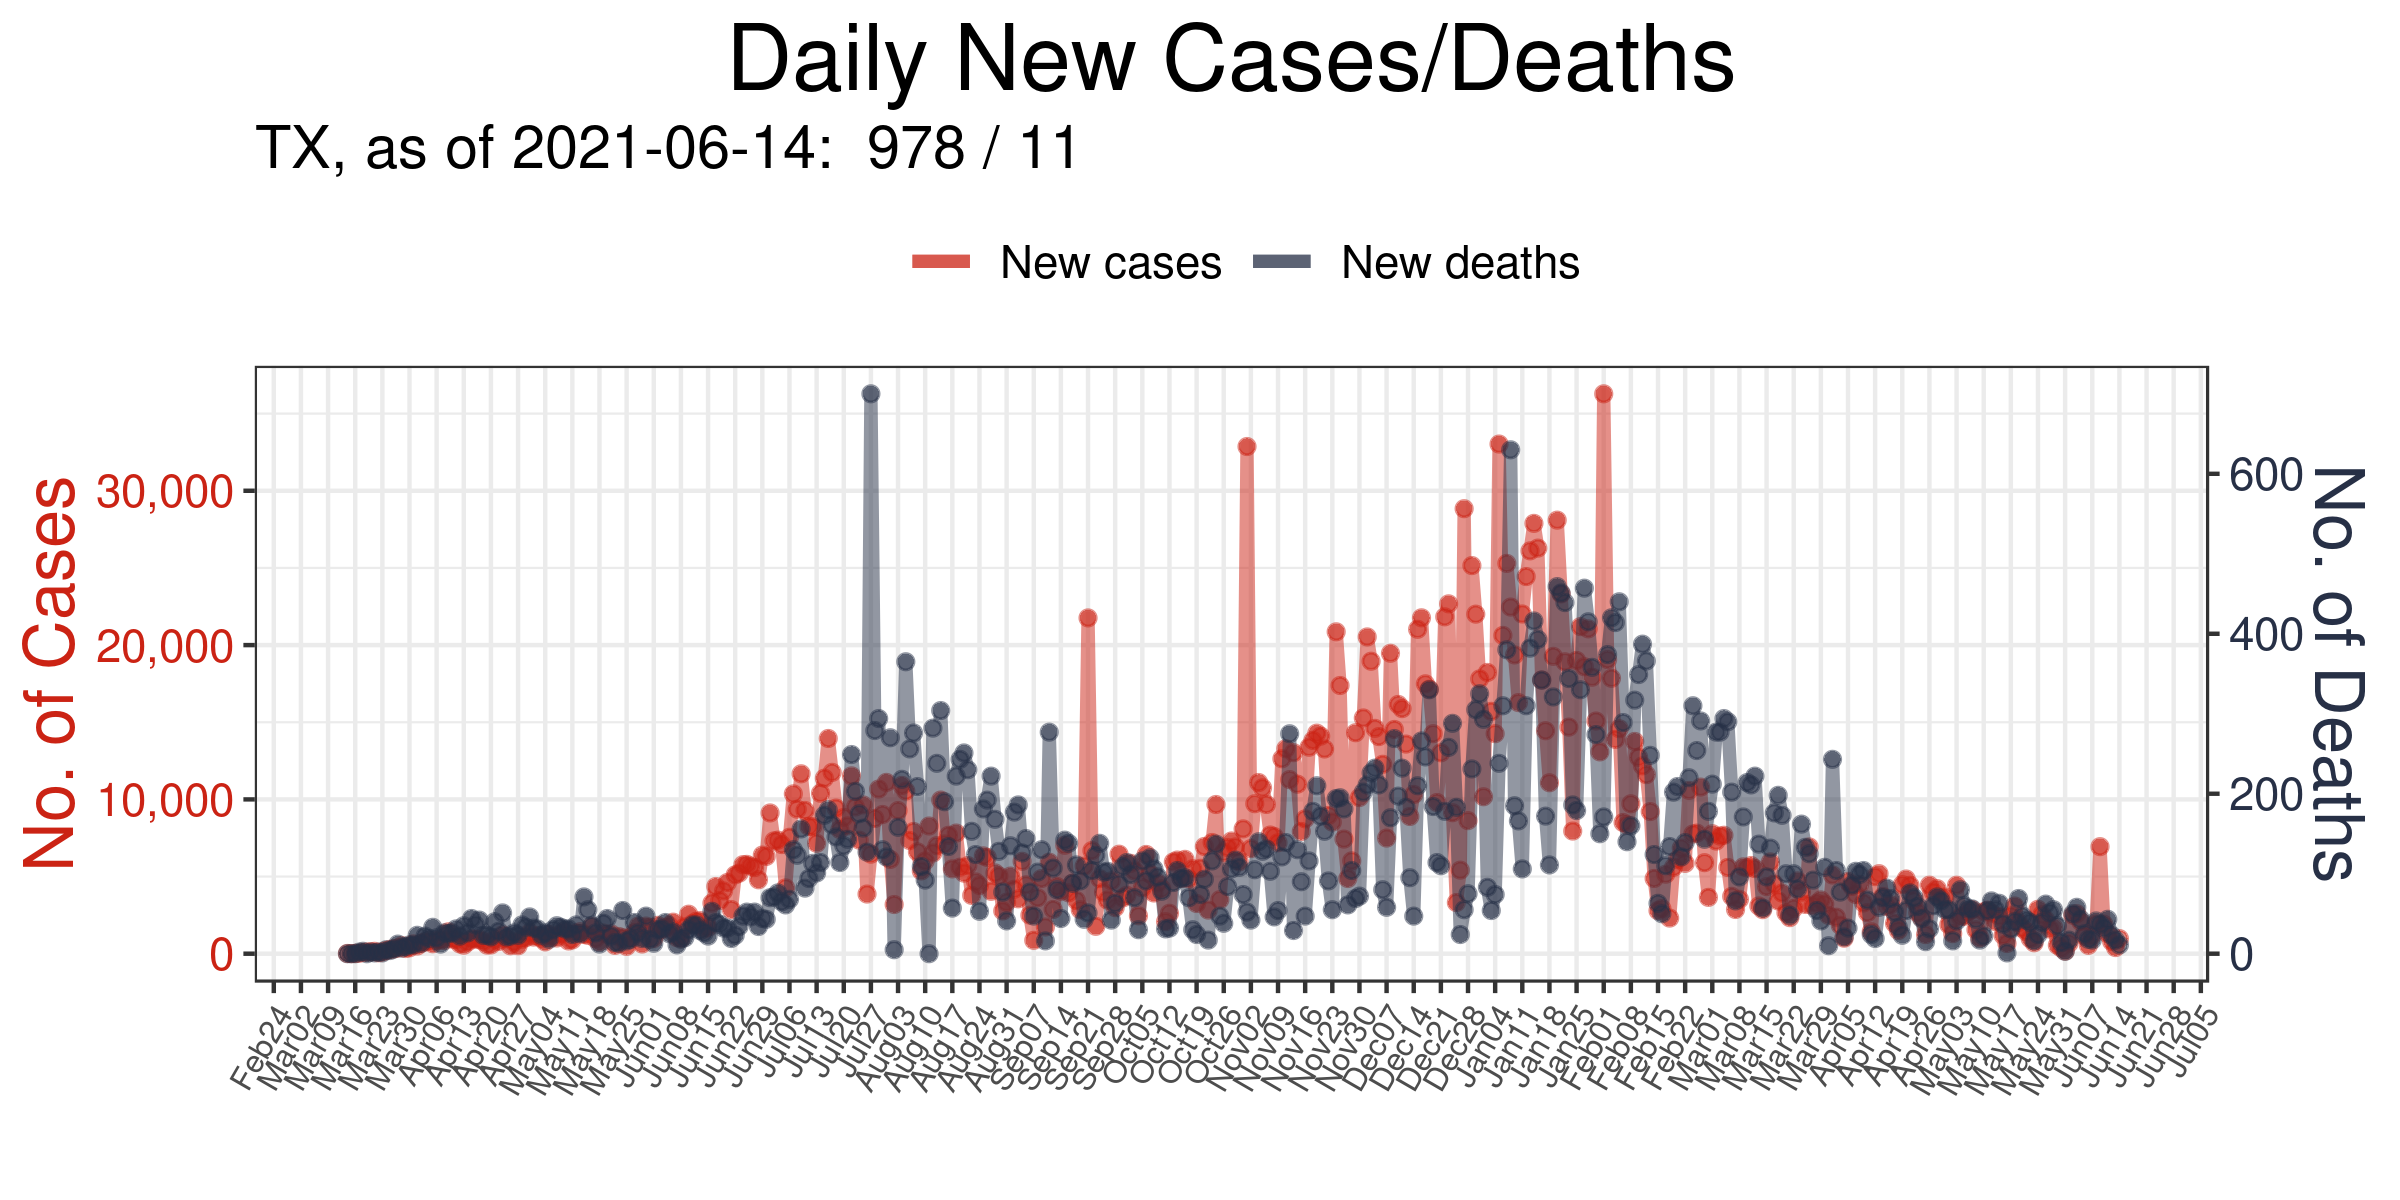 Daily New Cases/Deaths
TX, as of 2021-06-14: 978 / 11
New cases
New deaths
No. of Cases
30,000
20,000
10,000
0
600
400
200
0
No. of Deaths
Feb24
Mar02
Mar09
Mar16
Mar23
Mar30
Apr06
Apr13
Apr20
Apr27
May04
May11
May18
May25
Jun01
Jun08
Jun15
Jun22
Jun29
Jul06
Jul13
Jul20
Jul27
Aug03
Aug10
Aug17
Aug24
Aug31
Sep07
Sep14
Sep21
Sep28
Oct05
Oct12
Oct19
Oct26
Nov02
Nov09
Nov16
Nov23
Nov30
Dec07
Dec14
Dec21
Dec28
Dec04
Jan11
Jan18
Jan25
Feb01
Feb08
Feb15
Feb22
Mar01
Mar08
Mar15
Mar22
Mar29
Apr05
Apr12
Apr19
Apr26
May03
May10
May17
May24
May31
May07
Jun14
Jun21
Jun28
Jul05